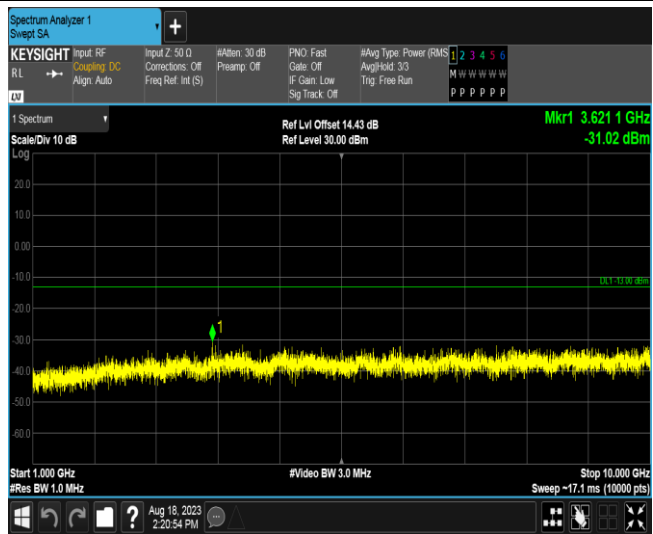 Spectrum Analyzer 1
Swept SA
+
KEYSIGHT
RL
LXI
Input: RF
Coupling: DC
Align: Auto
Input Z: 50 Ω
Corrections: Off
Freq Ref: Int (S)
#Atten: 30 dB
Preamp: Off
PNO: Fast
Gate: Off
IF Gain: Low
Sig Track: Off
#Avg Type: Power (RMS
Avg|Hold: 3/3
Trig: Free Run
1 2 3 4 5 6
M W W W W W
P P P P P P
1 Spectrum
Scale/Div 10 dB
Ref Lvl Offset 14.43 dB
Ref Level 30.00 dBm
Mkr1 3.621 1 GHz
-31.02 dBm
Log
20.0
10.0
0.00
-10.0
DL1 -13.00 dBm
-20.0
1
-30.0
-40.0
-50.0
-60.0
Start 1.000 GHz
#Res BW 1.0 MHz
#Video BW 3.0 MHz
Stop 10.000 GHz
Sweep ~17.1 ms (10000 pts)
?
Aug 18, 2023
2:20:54 PM